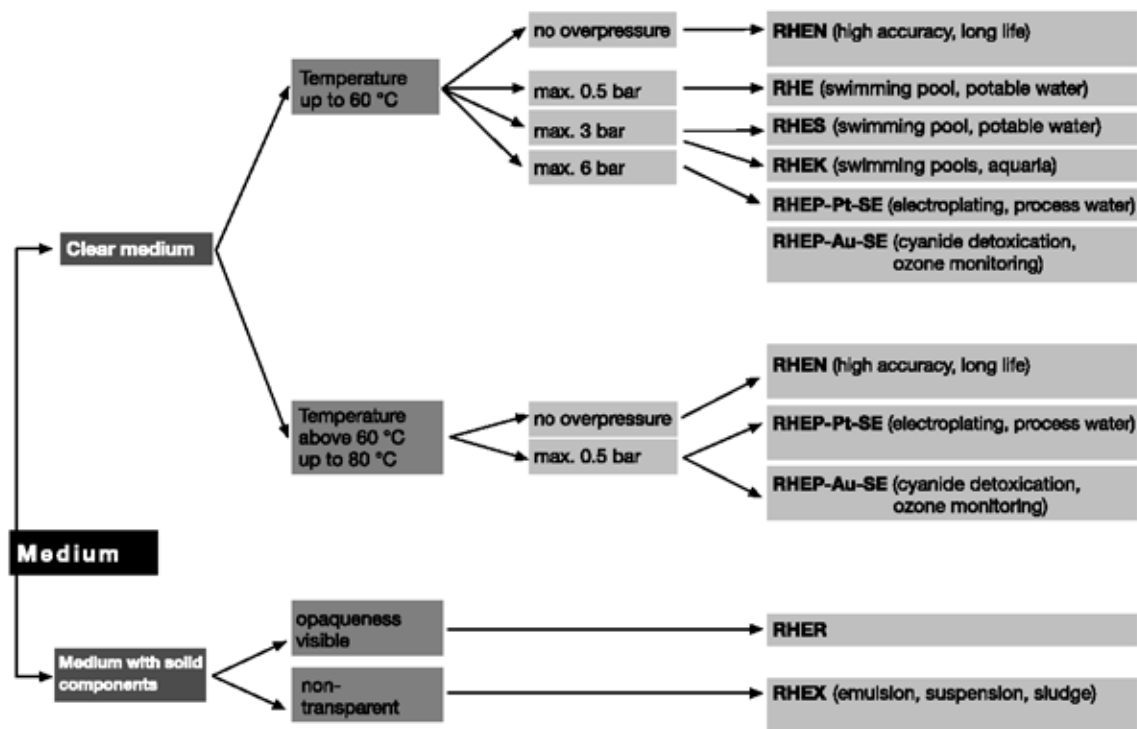 no overpressure
RHEN (high accuracy, long life)
Temperature
up to 60 °C
max. 0.5 bar
RHE (swimming pool, potable water)
max. 3 bar
RHES (swimming pool, potable water)
max. 6 bar
RHEK (swimming pools, aquaria)
RHEP-Pt-SE (electroplating, process water)
Clear medium
RHEP-Au-SE (cyanide detoxication,
ozone monitoring)
RHEN (high accuracy, long life)
Temperature
above 60 °C
up to 80 °C
no overpressure
RHEP-Pt-SE (electroplating, process water)
max. 0.5 bar
RHEP-Au-SE (cyanide detoxication,
ozone monitoring)
Medium
opaqueness
visible
RHER
Medium with solid
components
non-
transparent
RHEX (emulsion, suspension, sludge)